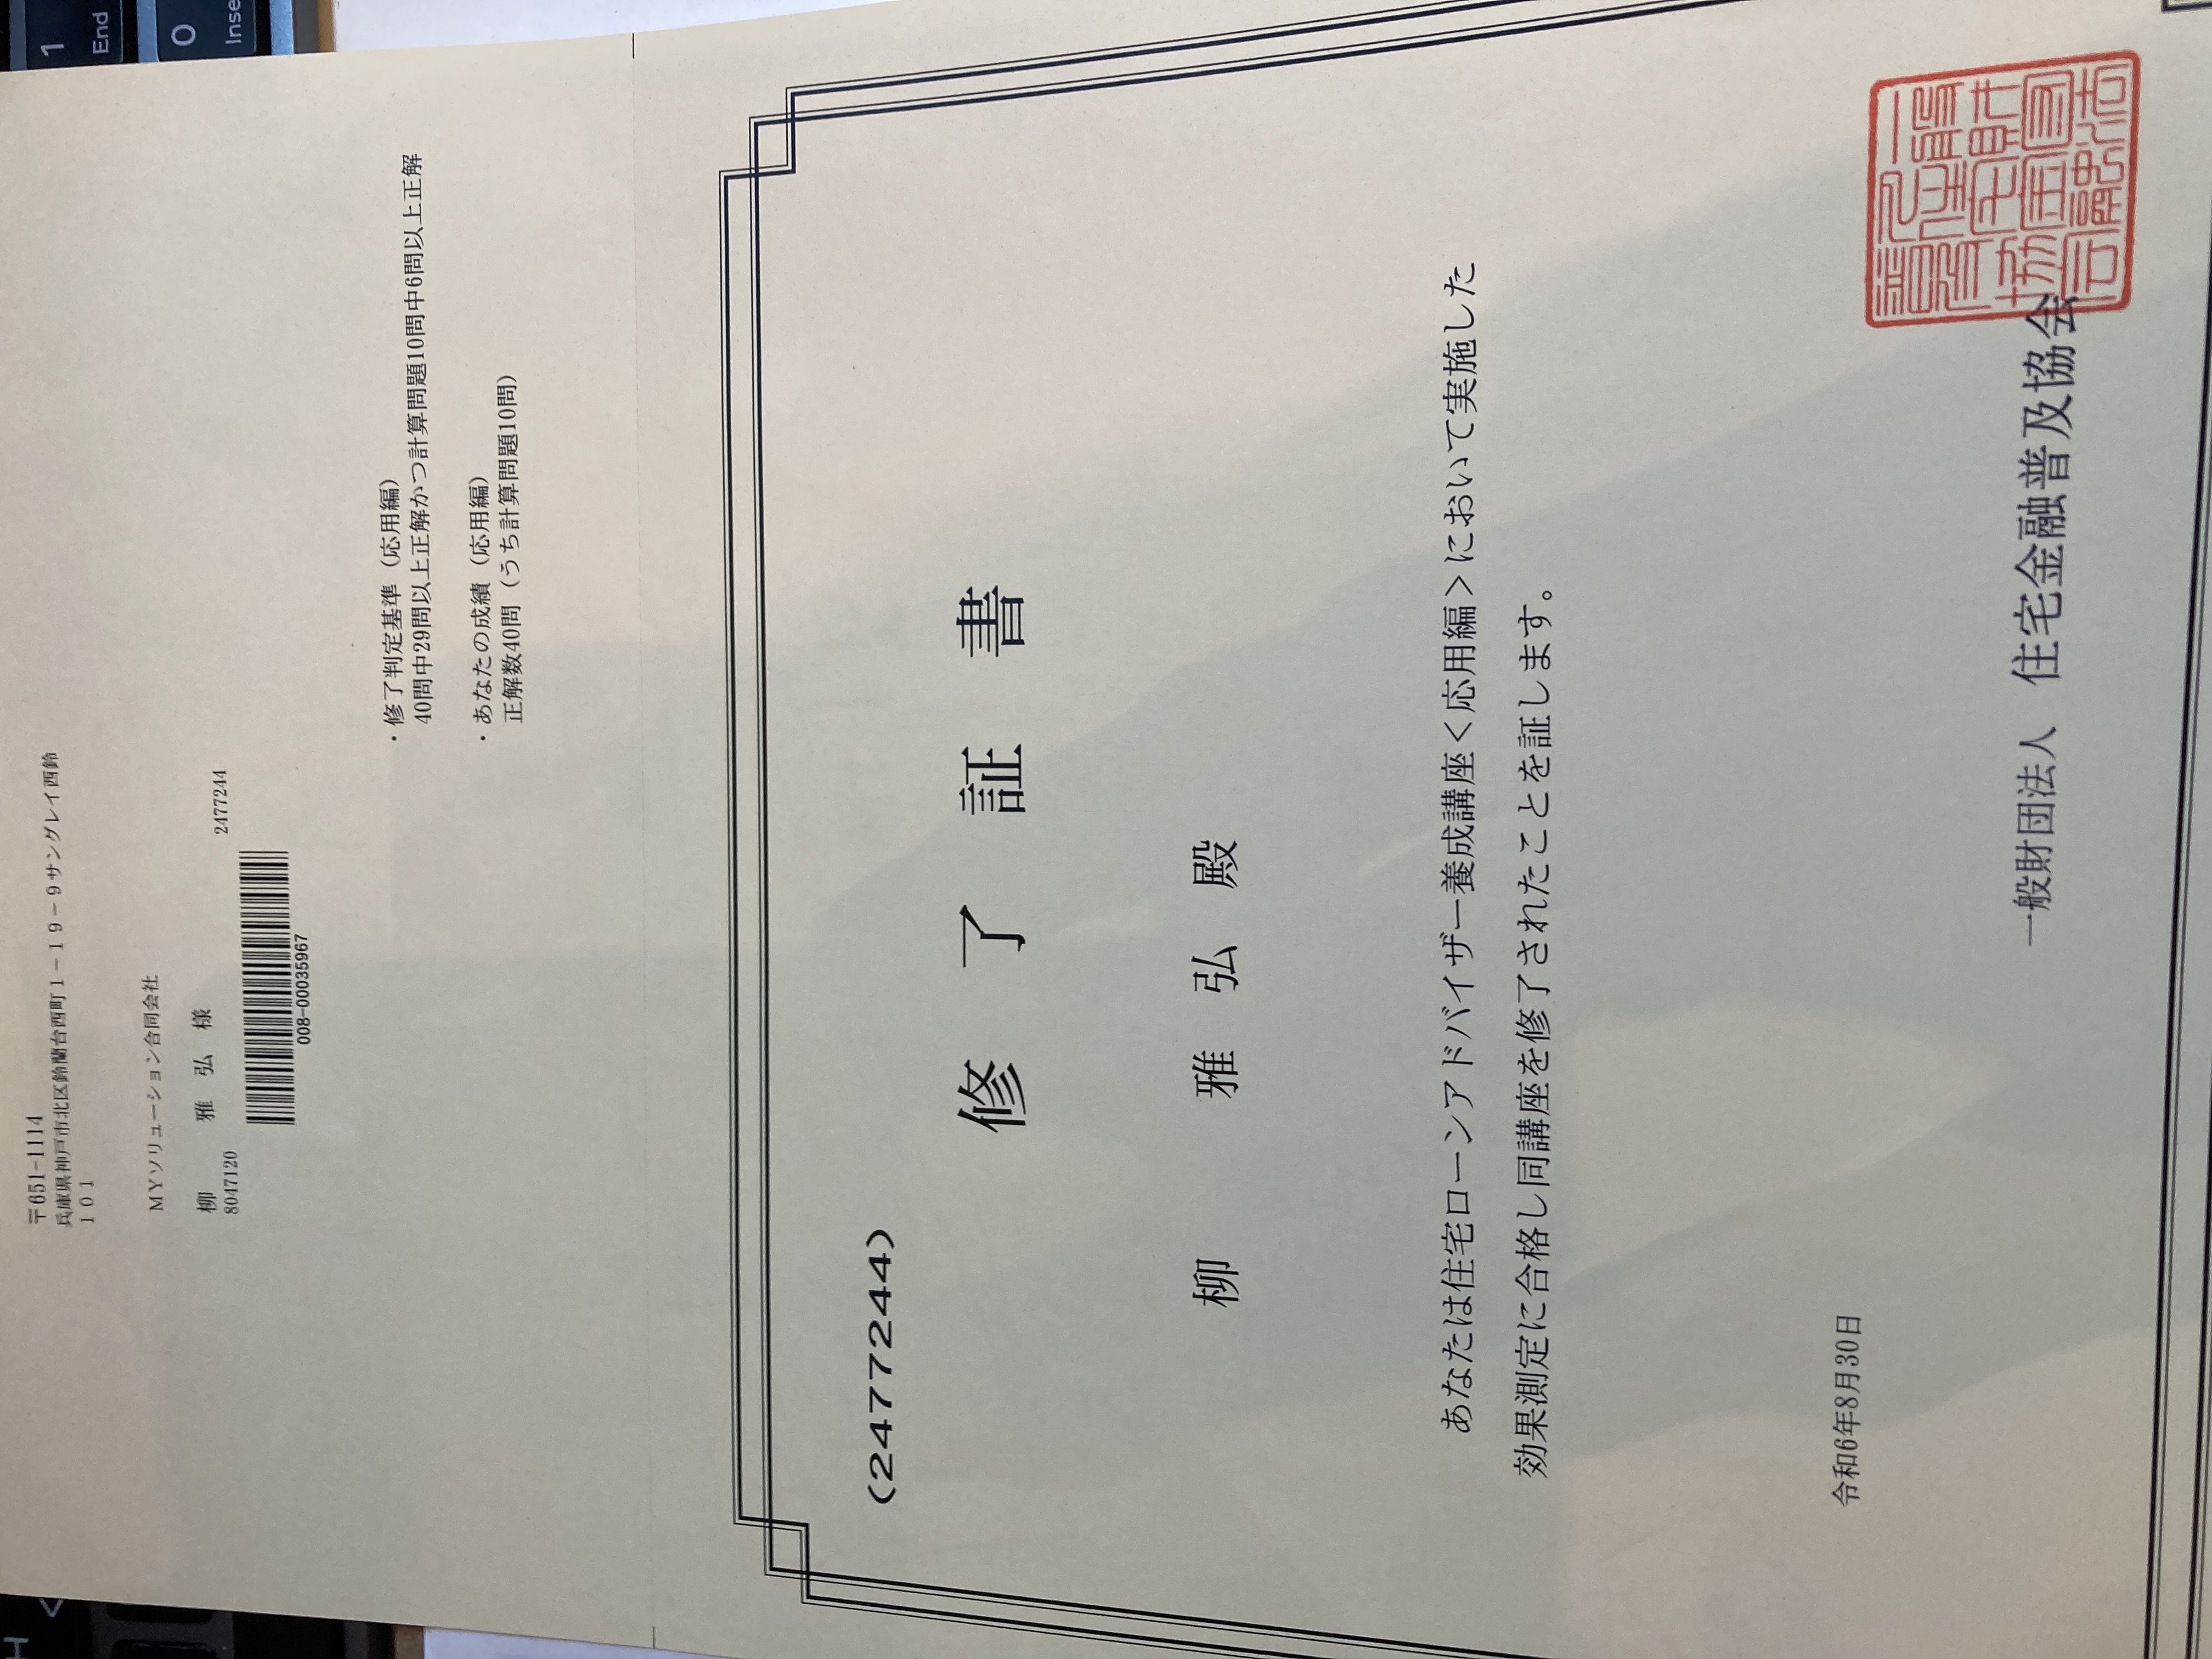 〒651-1114
兵庫県神戸市北区鈴蘭台西町1－19－9サングレイ西鈴
101
MYソリューション合同会社
柳 雅 弘 様
8047120 2477244
008-00035967
・修了判定基準（応用編）
40問中29問以上正解かつ計算問題10問中6問以上正解
・あなたの成績（応用編）
正解数40問（うち計算問題10問）
(2477244)
修 了 証 書
柳 雅 弘 殿
あなたは住宅ローンアドバイザー養成講座＜応用編＞において実施した
効果測定に合格し同講座を修了されたことを証します。
令和6年8月30日
一般財団法人 住宅金融普及協会
1
End
0
Inse
H
<